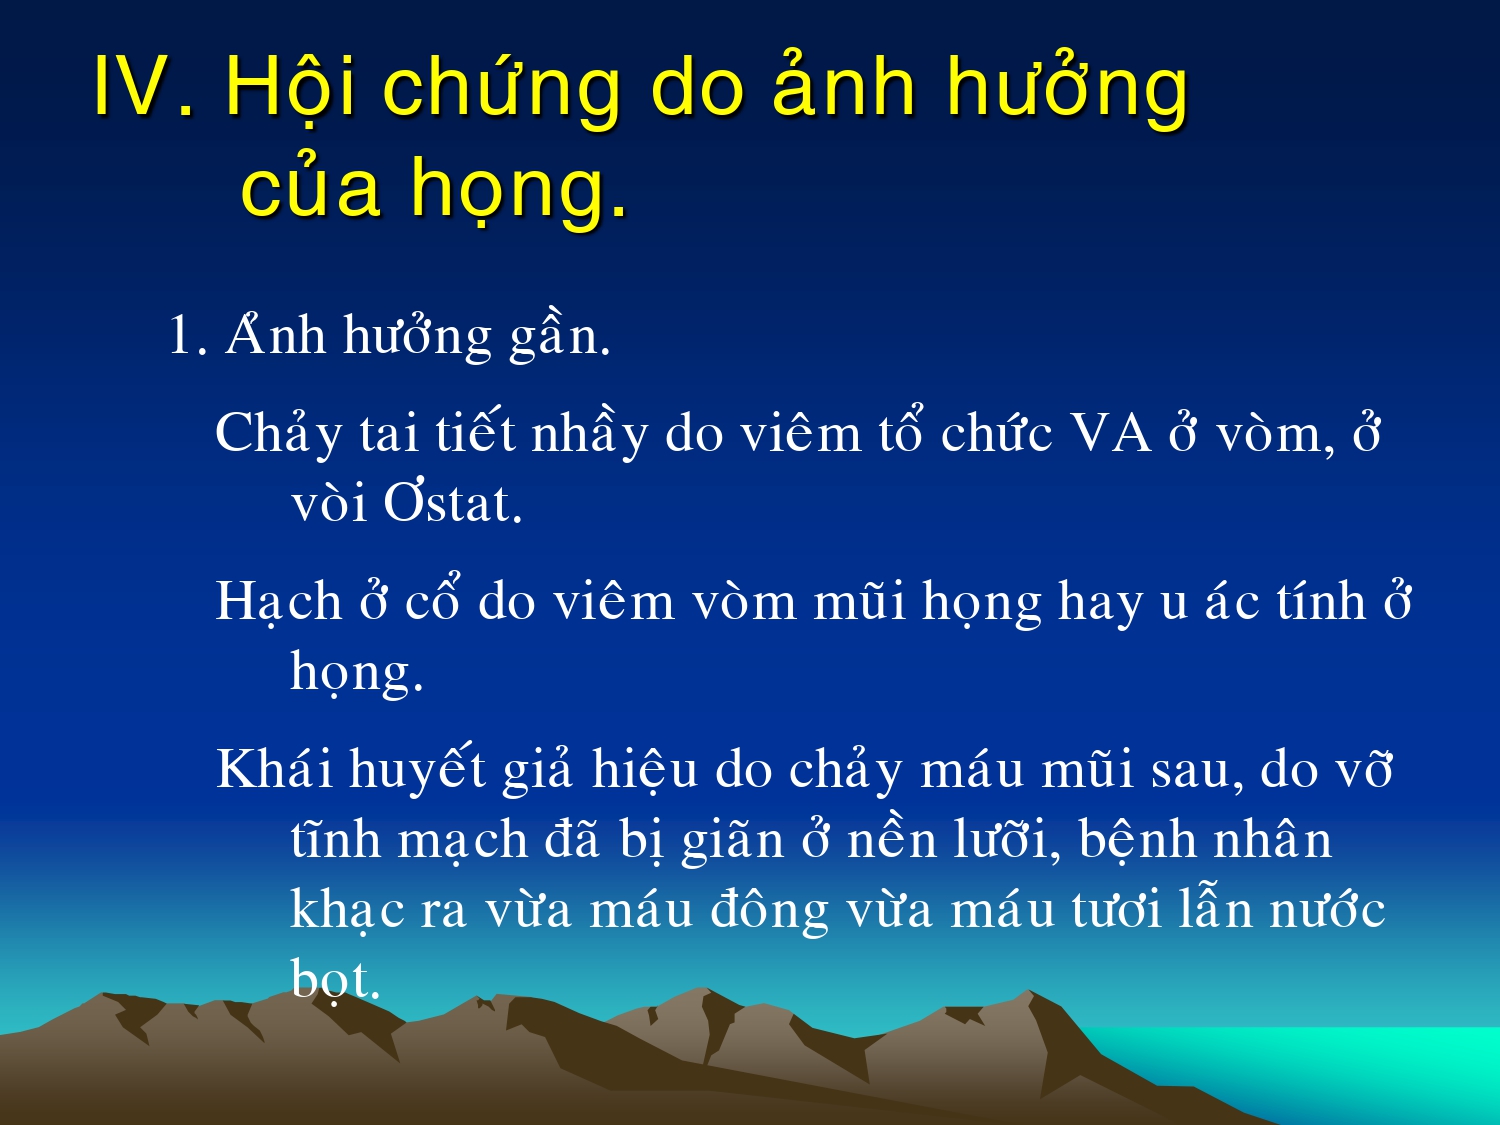 IV. Hội chứng do ảnh hưởng
của họng.
1. Ảnh hưởng gần.
Chảy tai tiết nhầy do viêm tổ chức VA ở vòm, ở
vòi Ơstat.
Hạch ở cổ do viêm vòm mũi họng hay u ác tính ở
họng.
Khái huyết giả hiệu do chảy máu mũi sau, do vỡ
tĩnh mạch đã bị giãn ở nền lưỡi, bệnh nhân
khạc ra vừa máu đông vừa máu tươi lẫn nước
bọt.